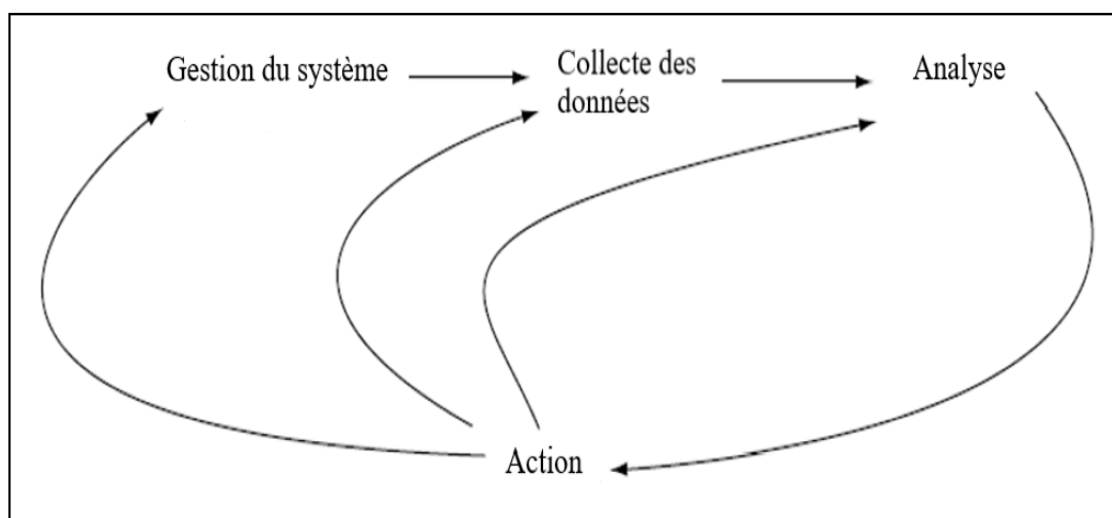 Gestion du système
Collecte des
données
Analyse
Action